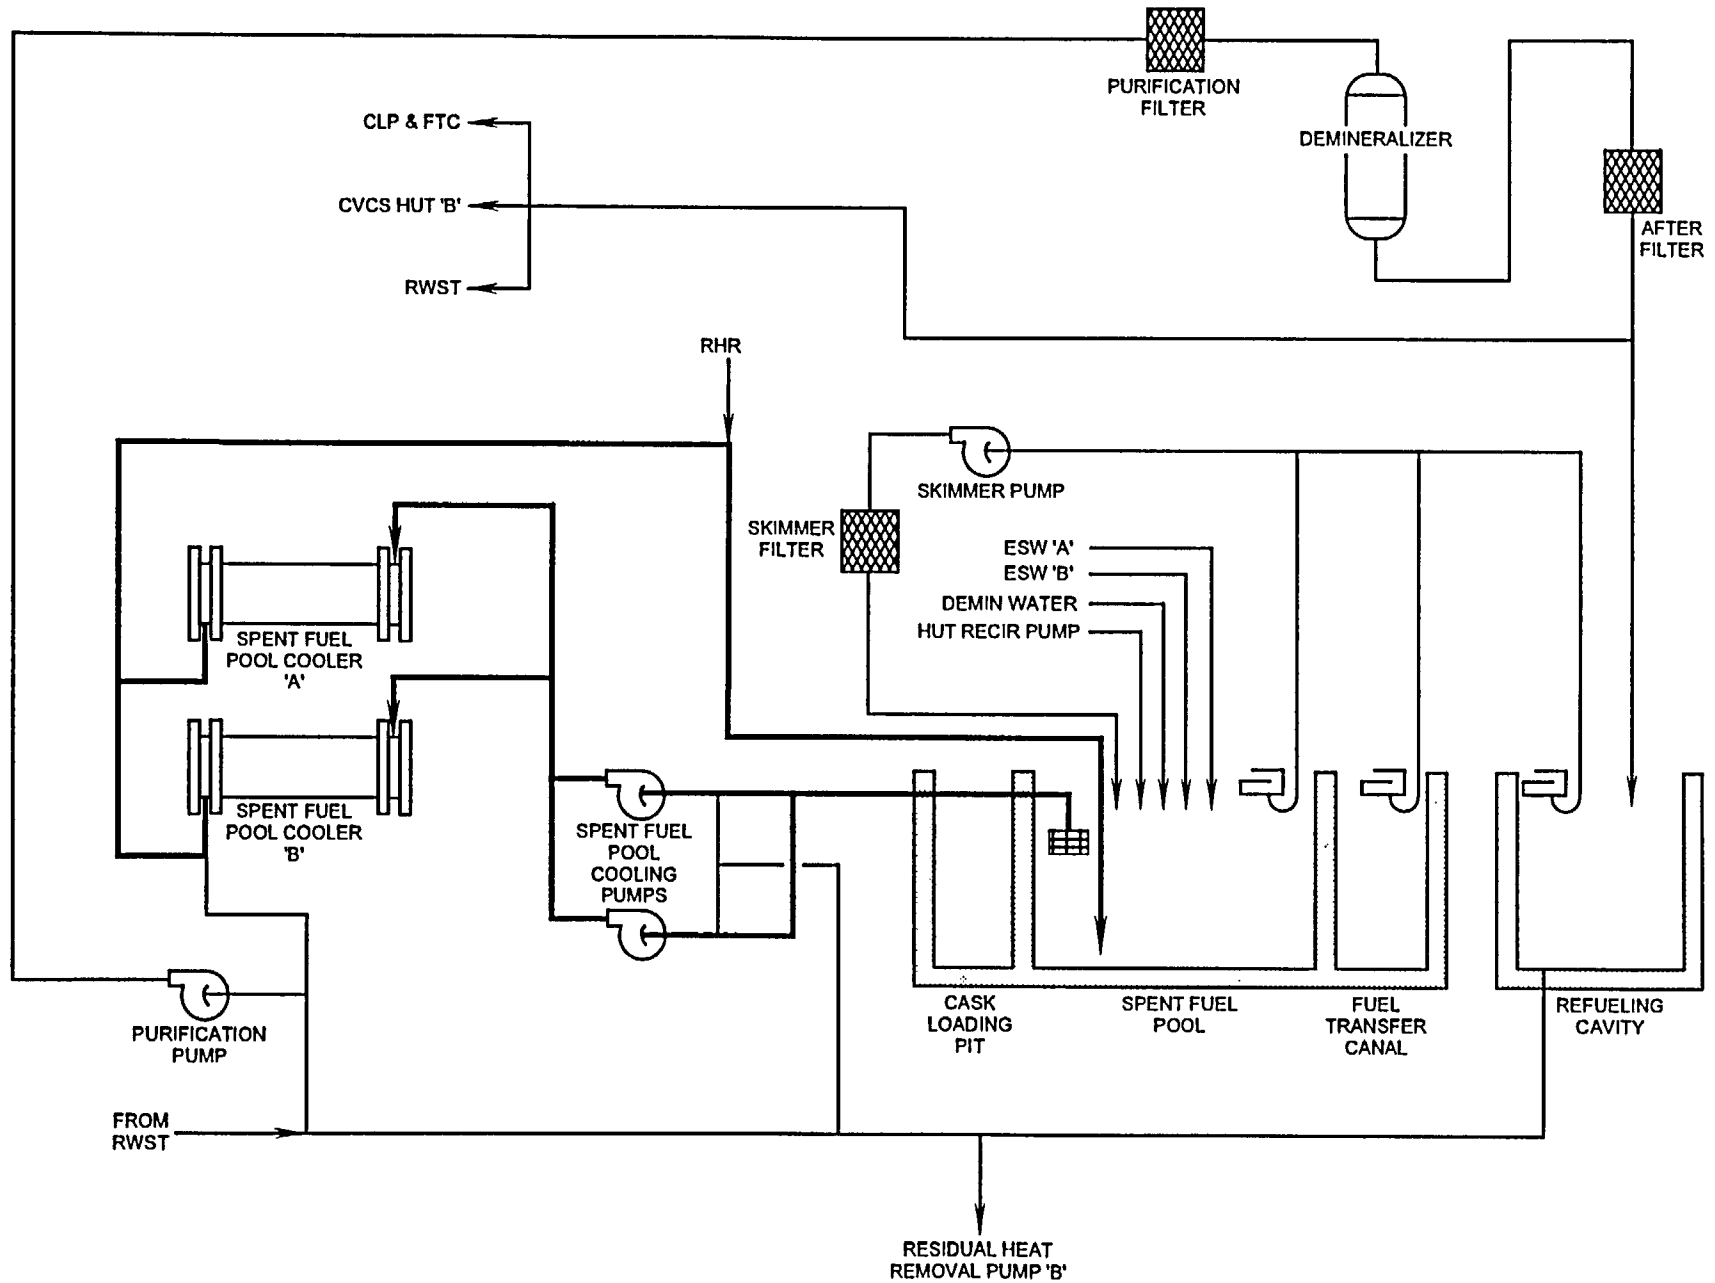 PURIFICATION
FILTER
CLP & FTC
DEMINERALIZER
CVCS HUT 'B'
AFTER
FILTER
RWST
RHR
SKIMMER PUMP
SKIMMER
FILTER
ESW 'A'
ESW 'B'
DEMIN WATER
HUT RECIR PUMP
SPENT FUEL
POOL COOLER
'A'
SPENT FUEL
POOL COOLER
'B'
SPENT FUEL
POOL
COOLING
PUMPS
CASK
LOADING
PIT
SPENT FUEL
POOL
FUEL
TRANSFER
CANAL
REFUELING
CAVITY
PURIFICATION
PUMP
FROM
RWST
RESIDUAL HEAT
REMOVAL PUMP 'B'